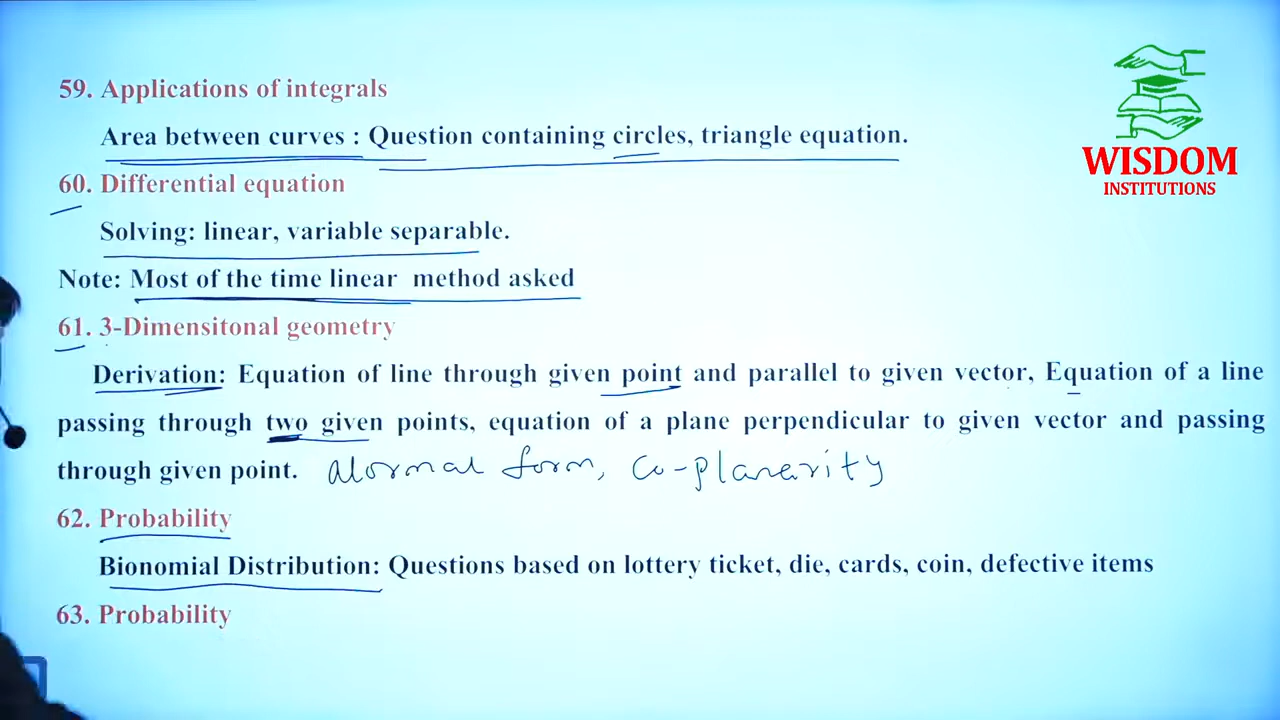 59. Applications of integrals
Area between curves : Question containing circles, triangle equation.
60. Differential equation
Solving: linear, variable separable.
Note: Most of the time linear method asked
61. 3-Dimensitonal geometry
Derivation: Equation of line through given point and parallel to given vector, Equation of a line
passing through two given points, equation of a plane perpendicular to given vector and passing
through given point. Normal form, Co-planarity
62. Probability
Bionomial Distribution: Questions based on lottery ticket, die, cards, coin, defective items
63. Probability
WISDOM
INSTITUTIONS